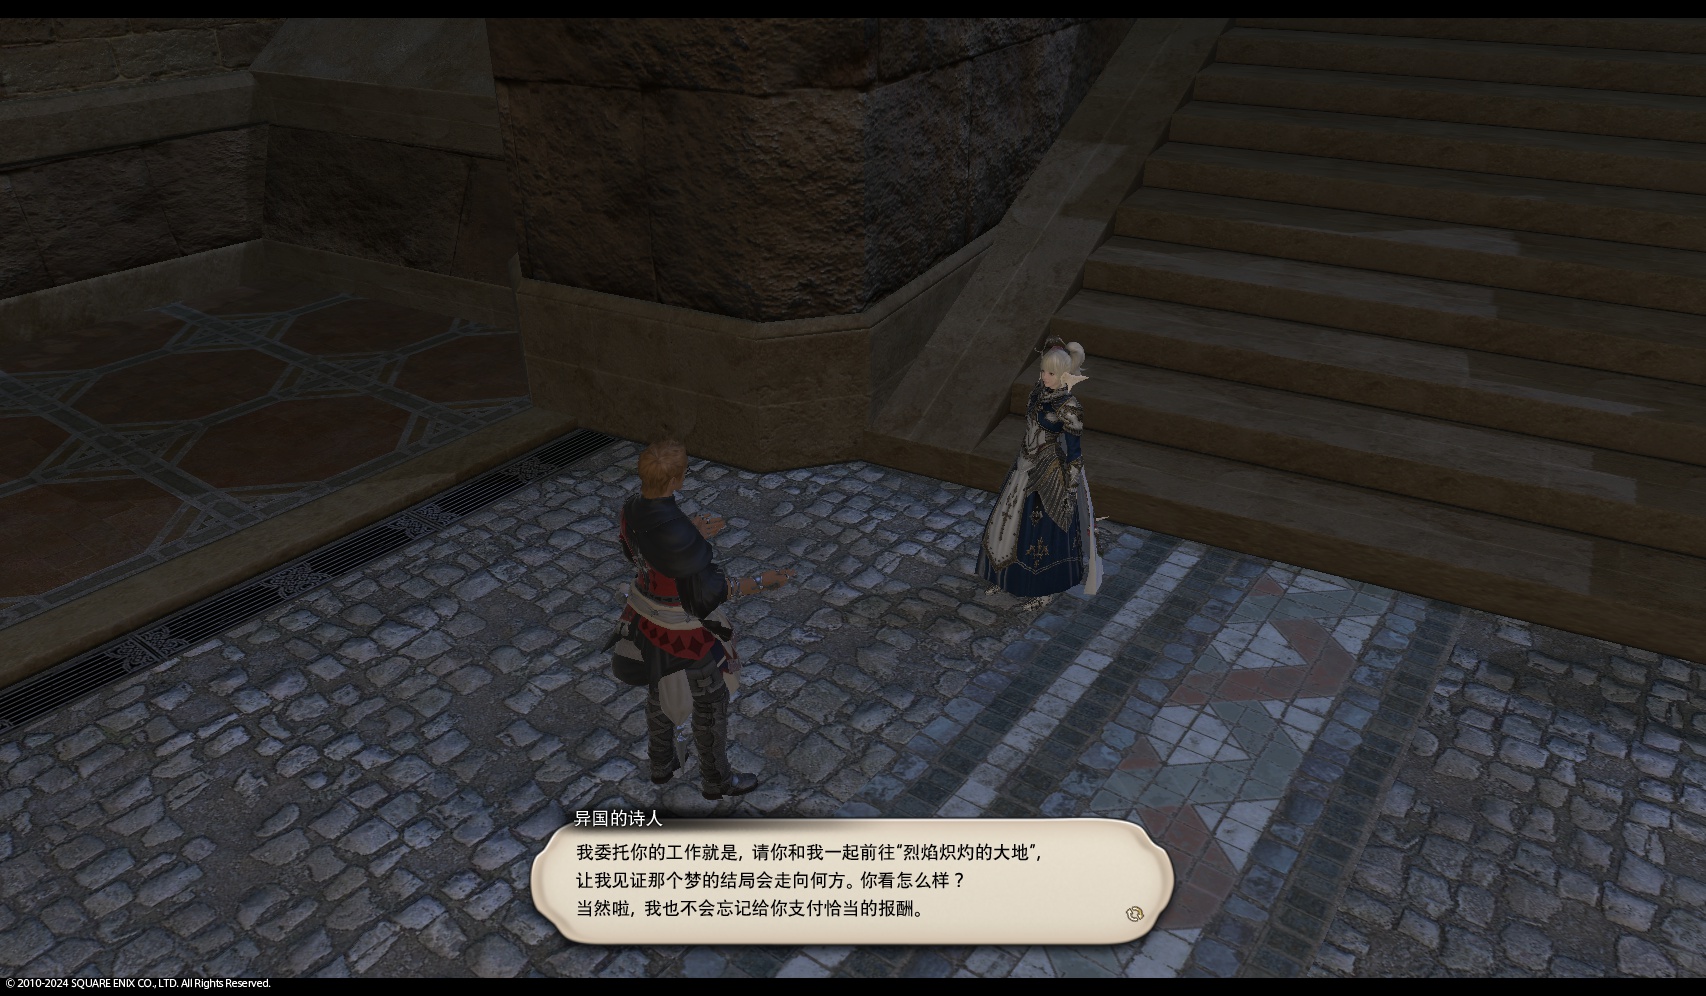 异国的诗人
我委托你的工作就是，请你和我一起前往“烈焰炽灼的大地”，
让我见证那个梦的结局会走向何方。你看怎么样？
当然啦，我也不会忘记给你支付恰当的报酬。
© 2010-2024 SQUARE ENIX CO., LTD. All Rights Reserved.